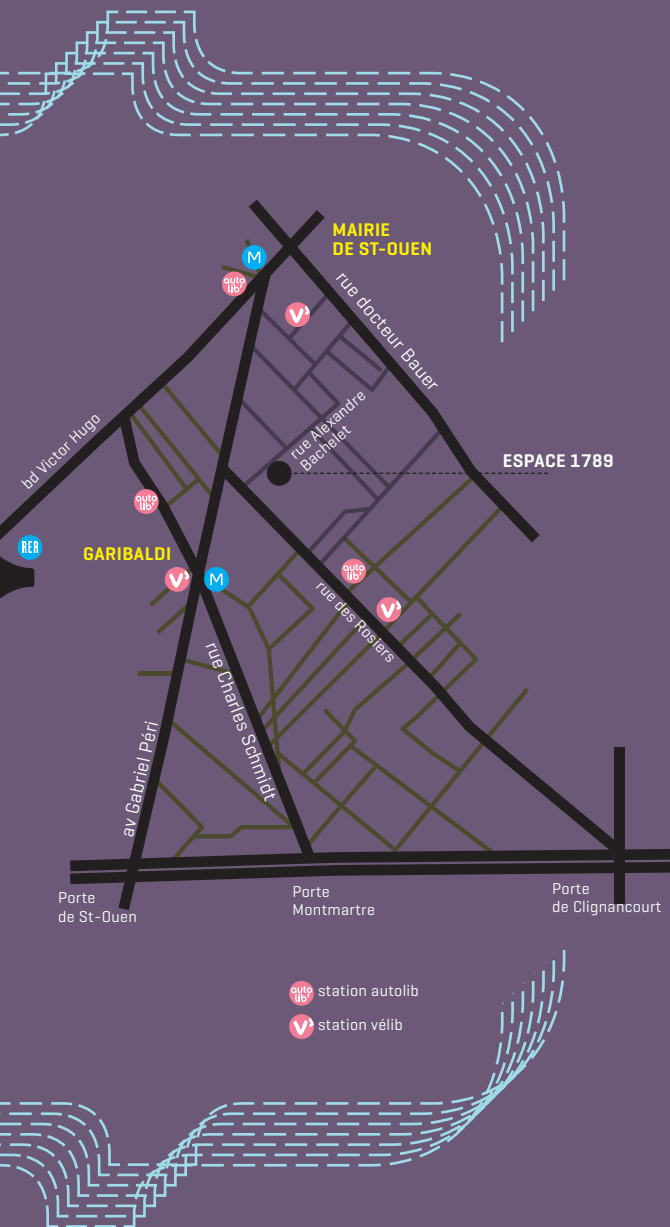 MAIRIE
DE ST-OUEN
M
auto
lib'
V'
rue docteur Bauer
rue Alexandre
Bachelet
bd Victor Hugo
ESPACE 1789
auto
lib'
RER
GARIBALDI
V'
M
auto
lib'
V'
rue des Rosiers
rue Charles Schmidt
av Gabriel Péri
Porte
de St-Ouen
Porte
Montmartre
Porte
de Clignancourt
auto
lib' station autolib
V' station vélib